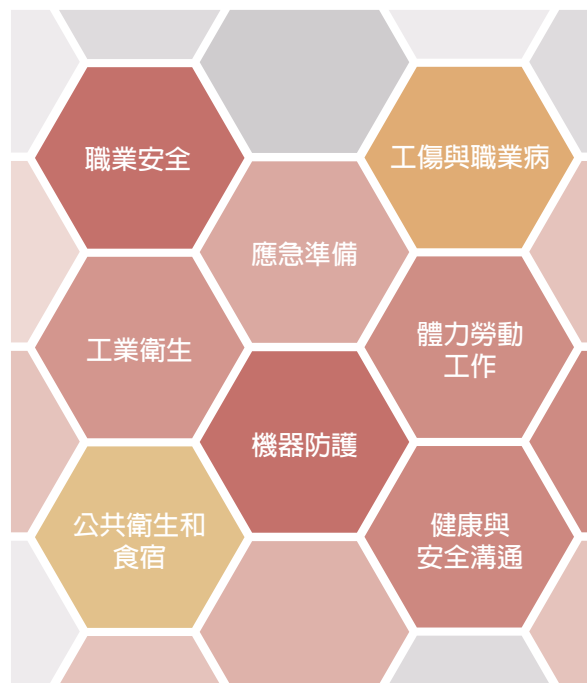 職業安全
工傷與職業病
應急準備
工業衛生
體力勞動
工作
機器防護
公共衛生和
食宿
健康與
安全溝通